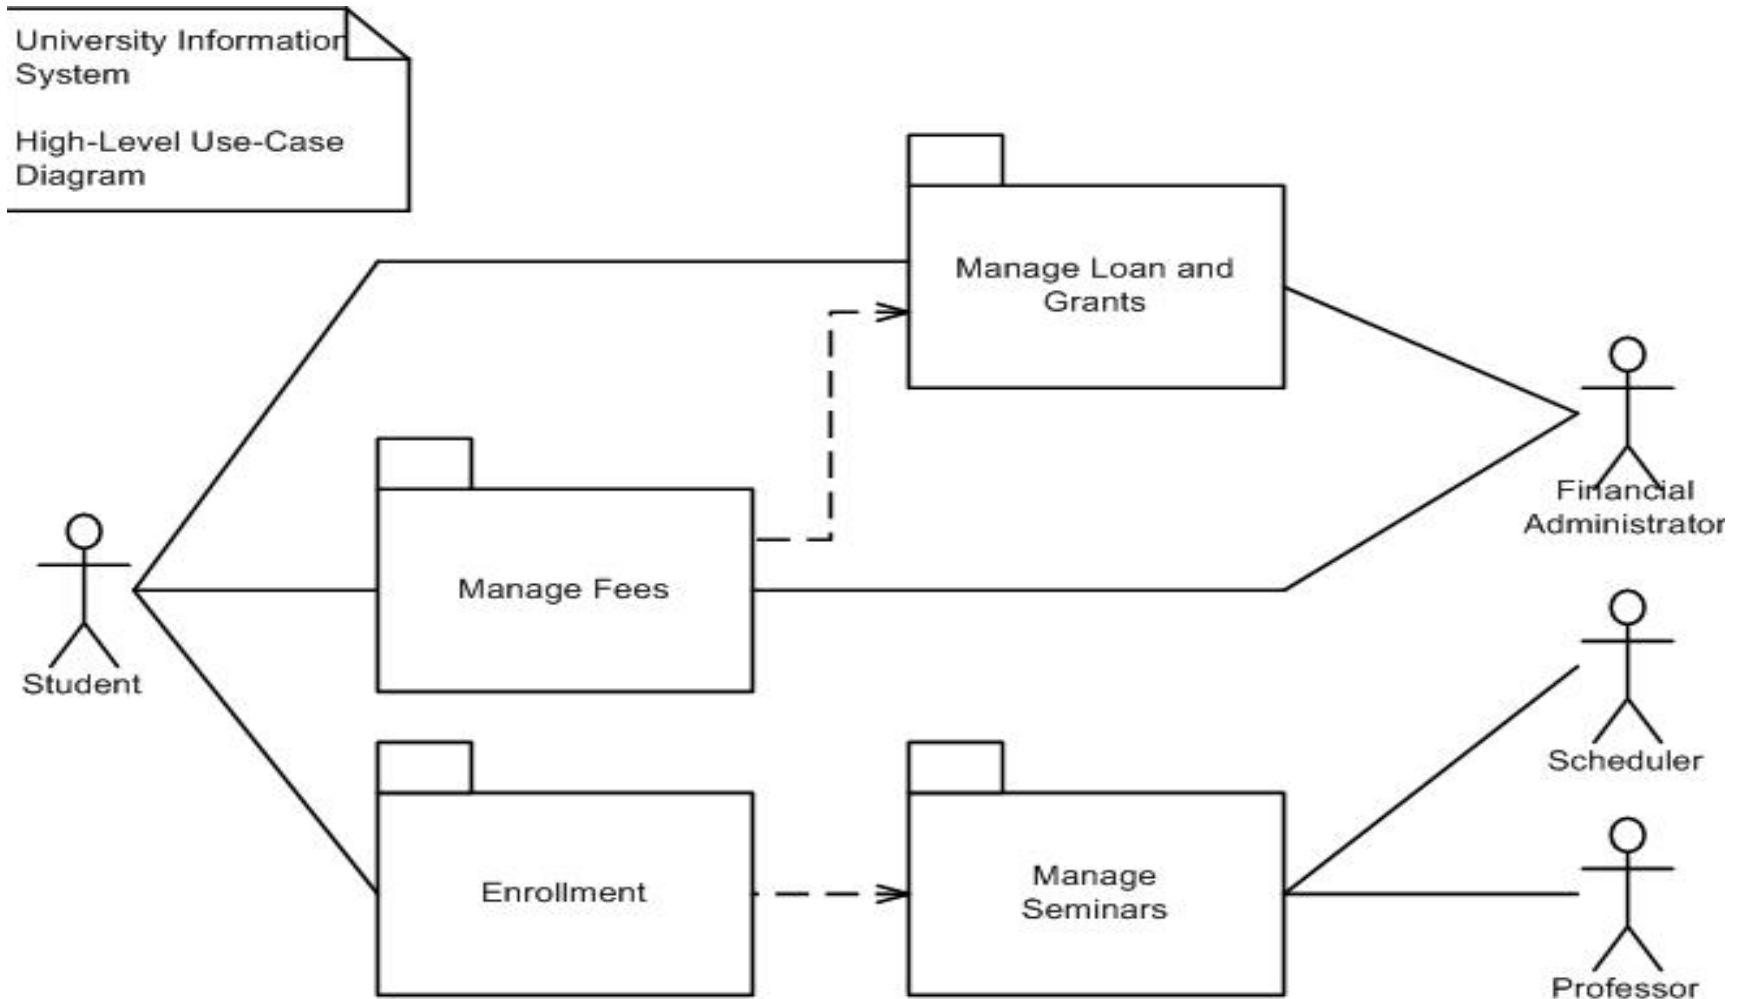 University Information
System
High-Level Use-Case
Diagram
Manage Loan and
Grants
Financial
Administrator
Manage Fees
Student
Scheduler
Enrollment
Manage
Seminars
Professor